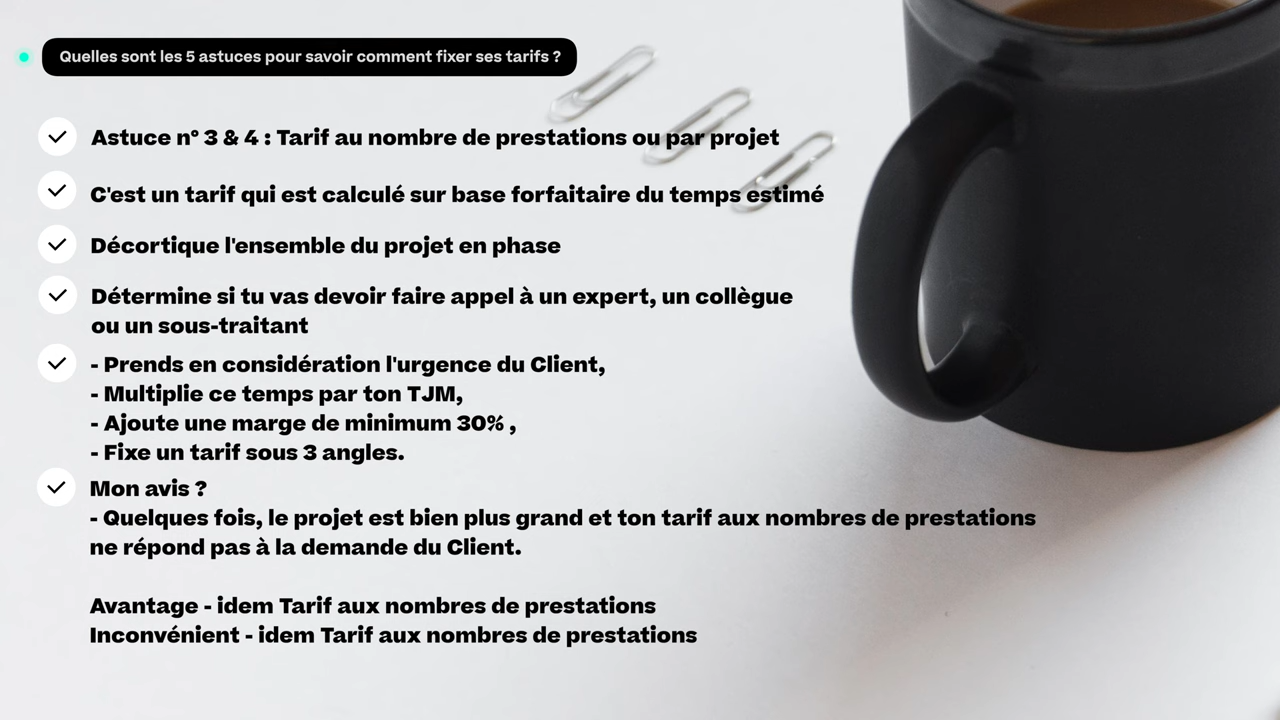 Quelles sont les 5 astuces pour savoir comment fixer ses tarifs ?
Astuce n° 3 & 4 : Tarif au nombre de prestations ou par projet
C'est un tarif qui est calculé sur base forfaitaire du temps estimé
Décortique l'ensemble du projet en phase
Détermine si tu vas devoir faire appel à un expert, un collègue
ou un sous-traitant
- Prends en considération l'urgence du Client,
- Multiplie ce temps par ton TJM,
- Ajoute une marge de minimum 30% ,
- Fixe un tarif sous 3 angles.
Mon avis ?
- Quelques fois, le projet est bien plus grand et ton tarif aux nombres de prestations
ne répond pas à la demande du Client.
Avantage - idem Tarif aux nombres de prestations
Inconvénient - idem Tarif aux nombres de prestations